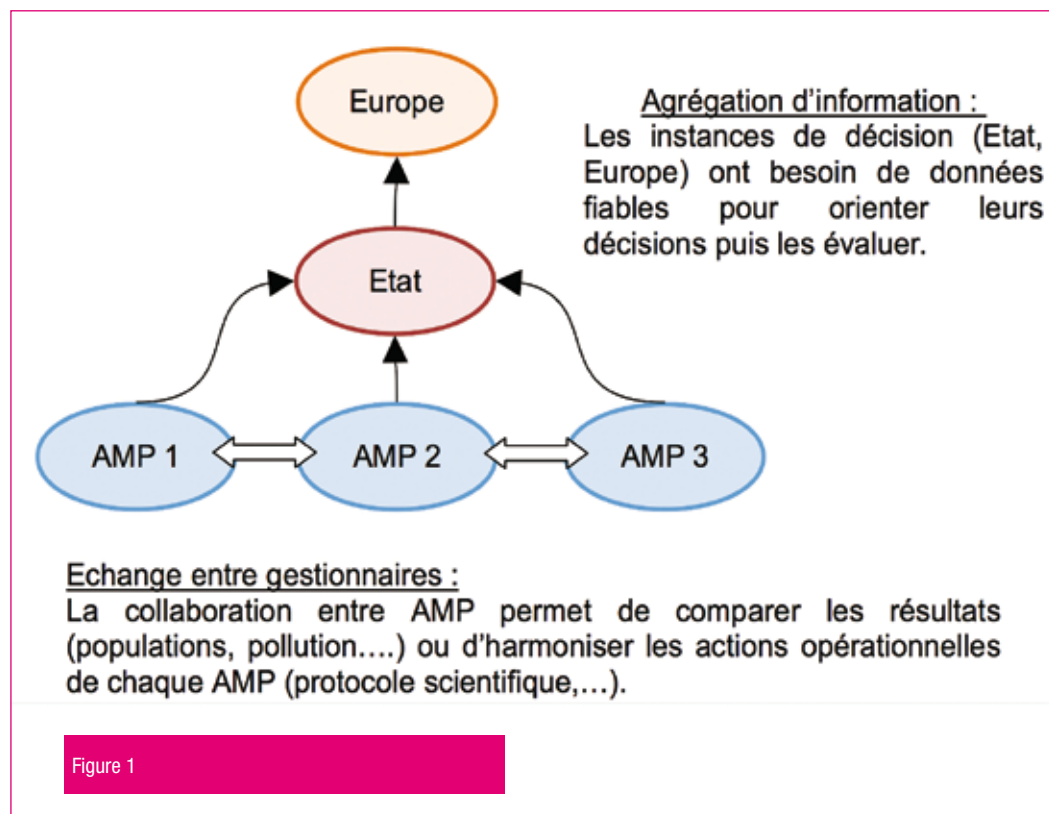 Europe
Agrégation d'information :
Les instances de décision (Etat,
Europe) ont besoin de données
fiables pour orienter leurs
décisions puis les évaluer.
Etat
AMP 1
AMP 2
AMP 3
Echange entre gestionnaires :
La collaboration entre AMP permet de comparer les résultats
(populations, pollution....) ou d'harmoniser les actions opérationnelles
de chaque AMP (protocole scientifique,...).
Figure 1